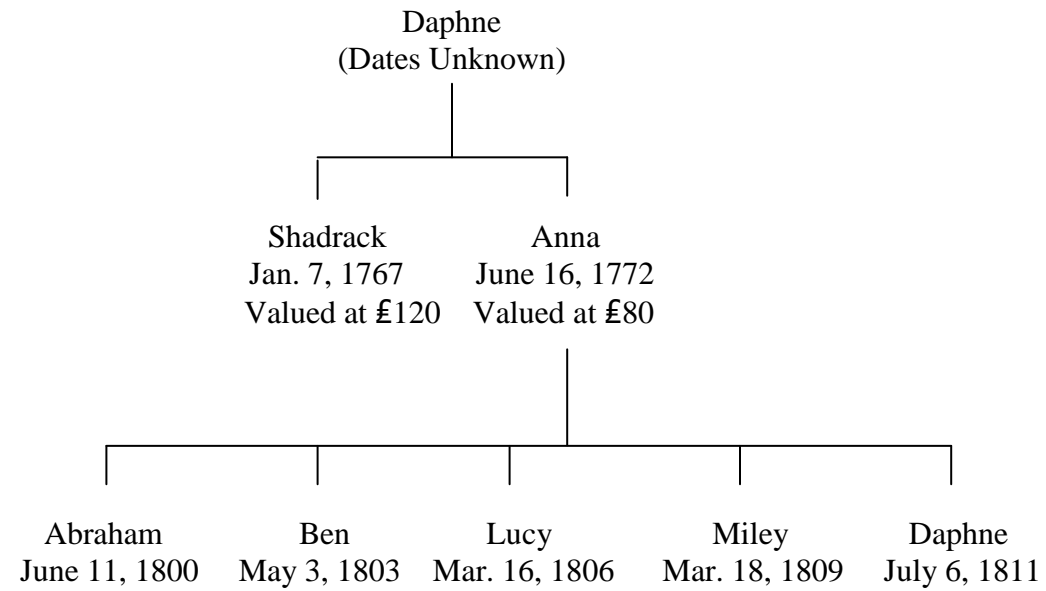 Daphne
(Dates Unknown)
Shadrack
Jan. 7, 1767
Valued at ₤120
Anna
June 16, 1772
Valued at ₤80
Abraham
June 11, 1800
Ben
May 3, 1803
Lucy
Mar. 16, 1806
Miley
Mar. 18, 1809
Daphne
July 6, 1811